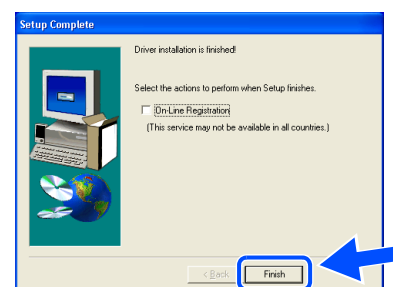 Setup Complete
Driver installation is finished!
Select the actions to perform when Setup finishes.
On-Line Registration
(This service may not be available in all countries.)
< Back
Finish